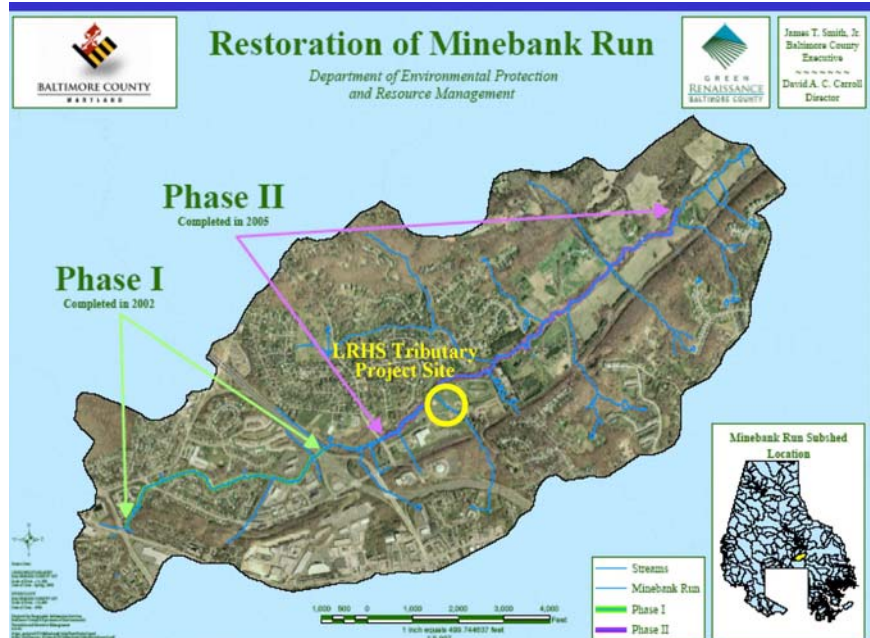 BALTIMORE COUNTY
MARYLAND
Restoration of Minebank Run
Department of Environmental Protection
and Resource Management
GREEN
RENAISSANCE
BALTIMORE COUNTY
James T. Smith, Jr.
Baltimore County
Executive
~~~~~~~
David A. C. Carroll
Director
Phase II
Completed in 2005
Phase I
Completed in 2002
LRHS Tributary
Project Site
Minebank Run Subshed
Location
Streams
Minebank Run
Phase I
Phase II
1,000 500 0 1,000 2,000 3,000 4,000
Feet